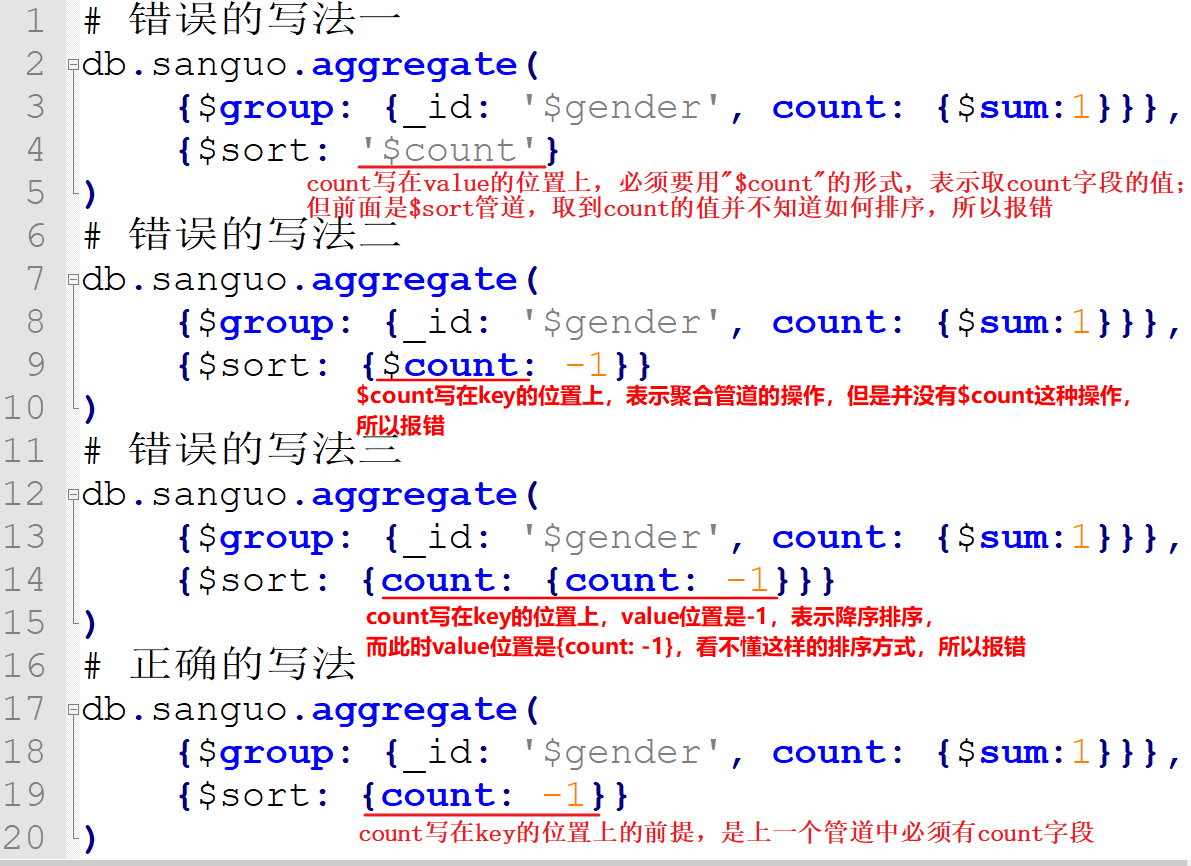 1 # 错误的写法一
2 db.sanguo.aggregate(
3 {$group: {_id: '$gender', count: {$sum:1}}},
4 {$sort: '$count'}
5 )
count写在value的位置上，必须要用"$count"的形式，表示取count字段的值;
但前面是$sort管道，取到count的值并不知道如何排序，所以报错
6 # 错误的写法二
7 db.sanguo.aggregate(
8 {$group: {_id: '$gender', count: {$sum:1}}},
9 {$sort: {$count: -1}}
10 )
$count写在key的位置上，表示聚合管道的操作，但是并没有$count这种操作，
所以报错
11 # 错误的写法三
12 db.sanguo.aggregate(
13 {$group: {_id: '$gender', count: {$sum:1}}},
14 {$sort: {count: {count: -1}}}
15 )
count写在key的位置上，value位置是-1，表示降序排序，
而此时value位置是{count: -1}，看不懂这样的排序方式，所以报错
16 # 正确的写法
17 db.sanguo.aggregate(
18 {$group: {_id: '$gender', count: {$sum:1}}},
19 {$sort: {count: -1}}
20 )
count写在key的位置上的前提，是上一个管道中必须有count字段